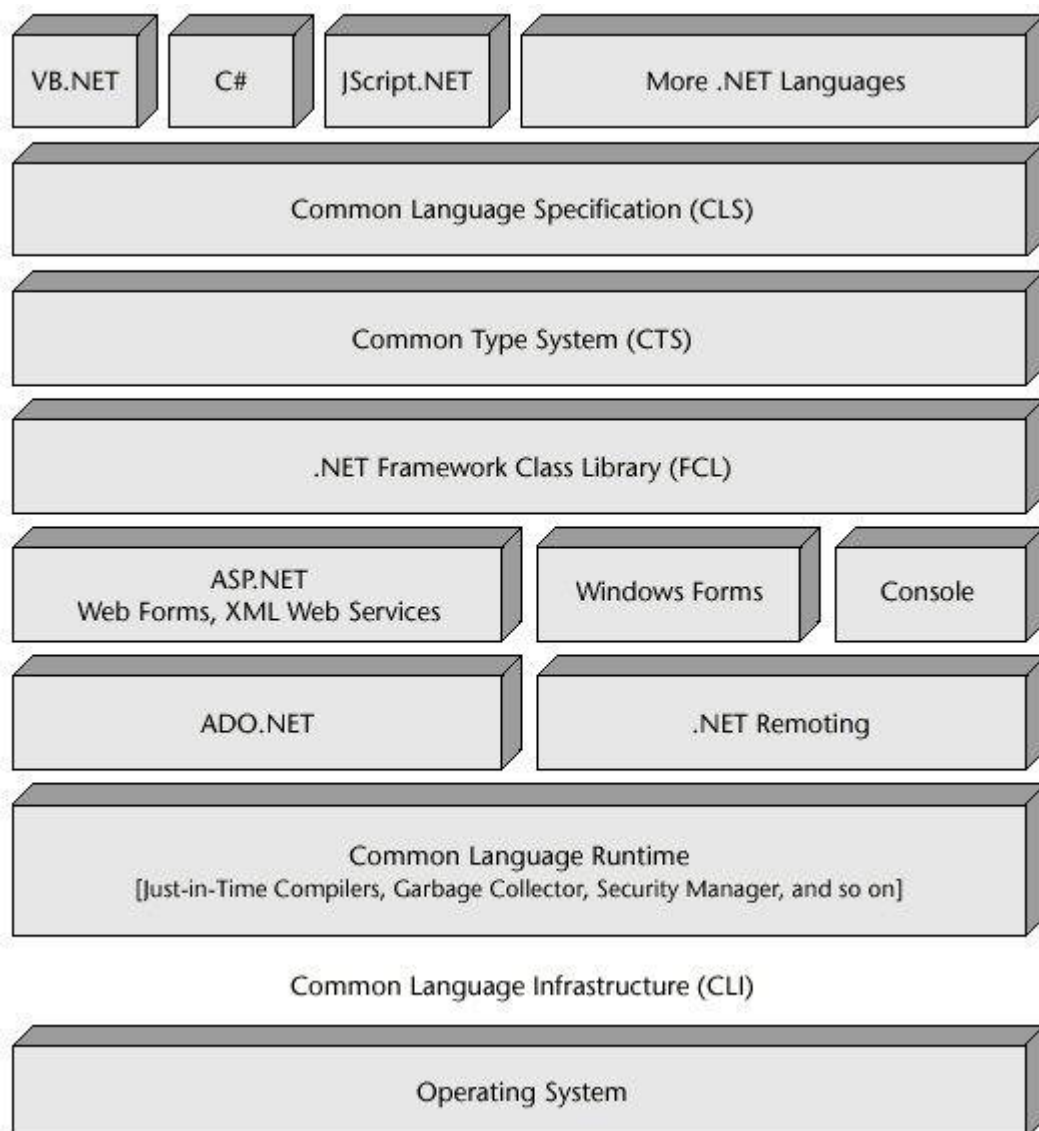 VB.NET
C#
JScript.NET
More .NET Languages
Common Language Specification (CLS)
Common Type System (CTS)
.NET Framework Class Library (FCL)
ASP.NET
Web Forms, XML Web Services
Windows Forms
Console
ADO.NET
.NET Remoting
Common Language Runtime
[Just-in-Time Compilers, Garbage Collector, Security Manager, and so on]
Common Language Infrastructure (CLI)
Operating System